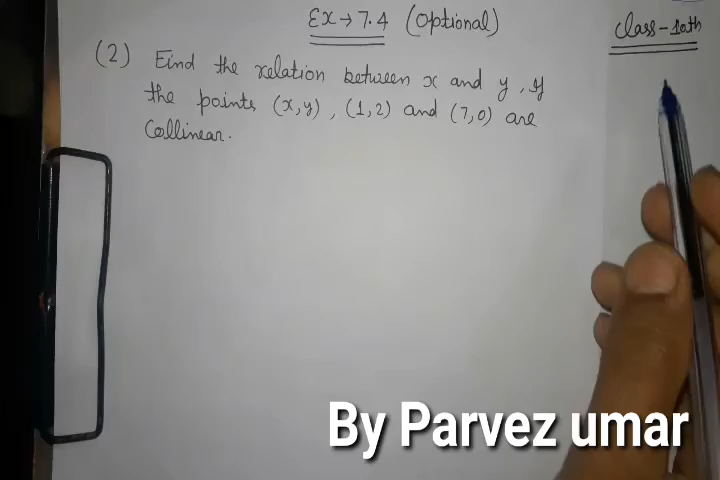 Ex → 7.4 (Optional)
Class - 10th
(2) Find the relation between x and y, If
the points (x,y), (1,2) and (7,0) are
Collinear.
By Parvez umar